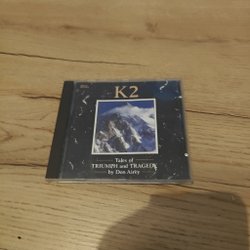 K2
Tales of
TRIUMPH and TRAGEDY
by Don Airey